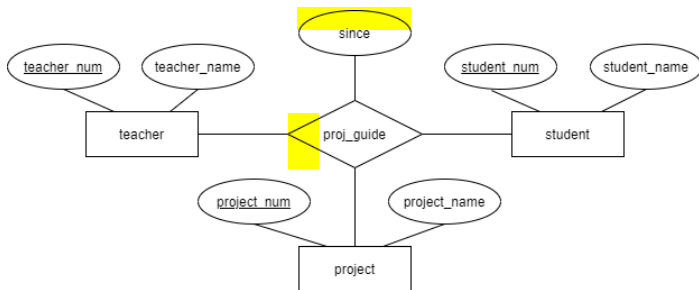 since
teacher_num
teacher_name
student_num
student_name
teacher
proj_guide
student
project_num
project_name
project